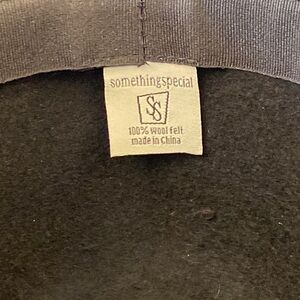 somethingspecial
SS
100% wool felt
made in China